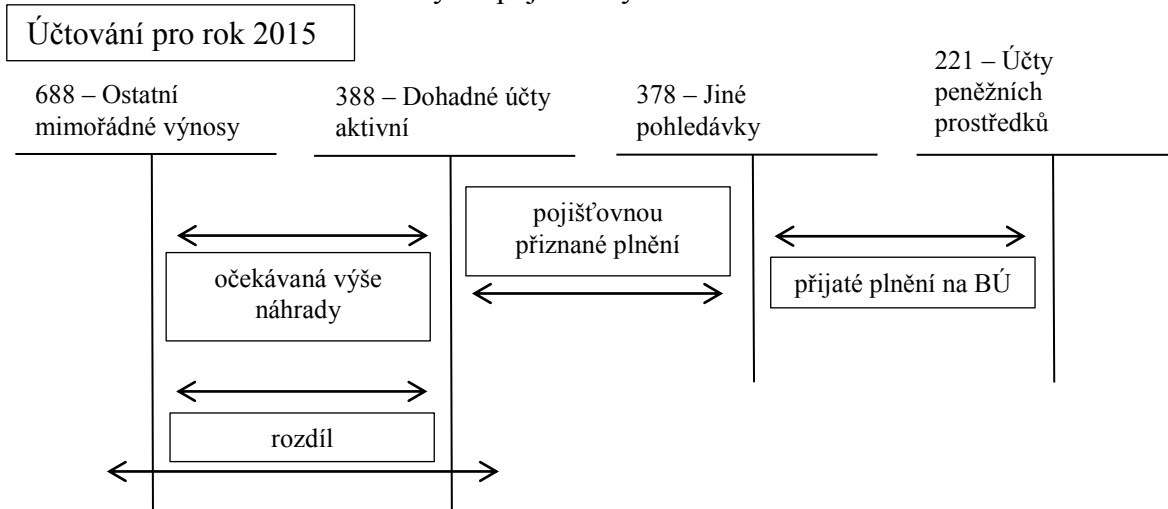 Účtování pro rok 2015
688 – Ostatní
mimořádné výnosy
388 – Dohadné účty
aktivní
378 – Jiné
pohledávky
221 – Účty
peněžních
prostředků
očekávaná výše
náhrady
pojišťovnou
přiznané plnění
přijaté plnění na BÚ
rozdíl